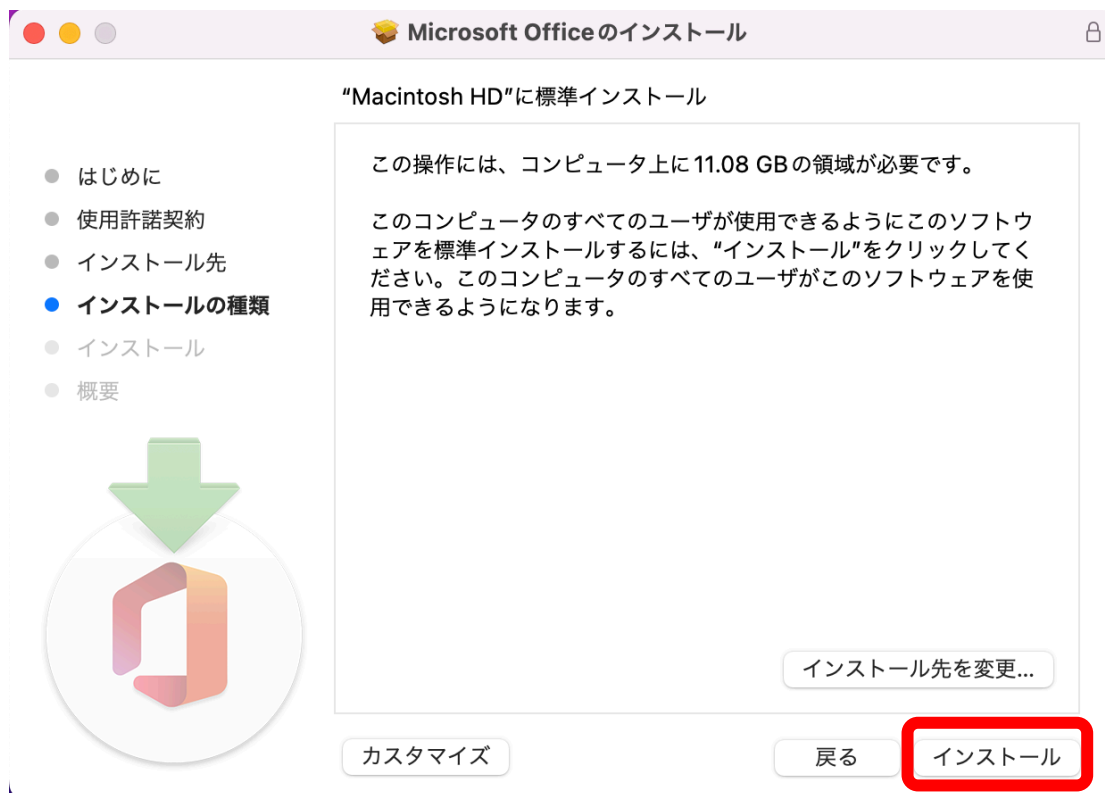 Microsoft Officeのインストール
“Macintosh HD”に標準インストール
はじめに
使用許諾契約
インストール先
インストールの種類
インストール
概要
この操作には、コンピュータ上に11.08 GBの領域が必要です。
このコンピュータのすべてのユーザが使用できるようにこのソフトウ
ェアを標準インストールするには、“インストール”をクリックしてく
ださい。このコンピュータのすべてのユーザがこのソフトウェアを使
用できるようになります。
インストール先を変更...
カスタマイズ
戻る
インストール